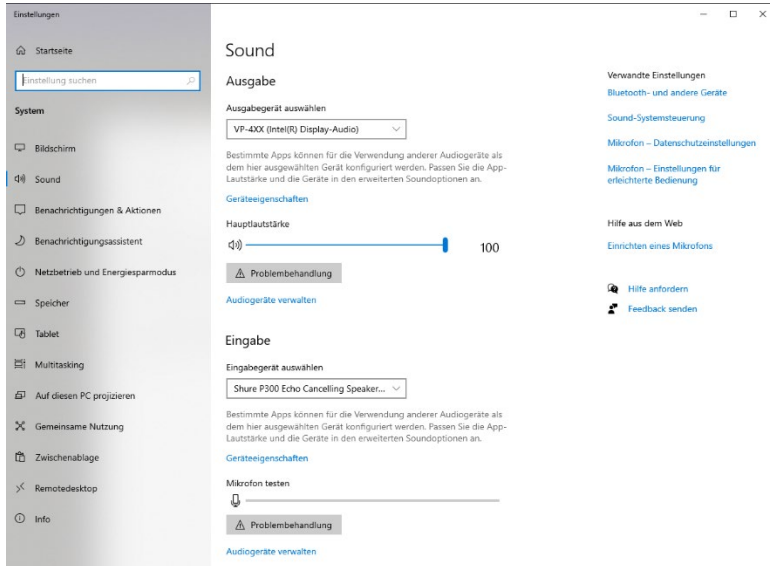 Einstellungen
Startseite
Einstellung suchen
System
Bildschirm
Sound
Benachrichtigungen & Aktionen
Benachrichtigungsassistent
Netzbetrieb und Energiesparmodus
Speicher
Tablet
Multitasking
Auf diesen PC projizieren
Gemeinsame Nutzung
Zwischenablage
Remotedesktop
Info
Sound
Ausgabe
Ausgabegerät auswählen
VP-4XX (Intel(R) Display-Audio)
Bestimmte Apps können für die Verwendung anderer Audiogeräte als
dem hier ausgewählten Gerät konfiguriert werden. Passen Sie die App-
Lautstärke und die Geräte in den erweiterten Soundoptionen an.
Geräteeigenschaften
Hauptlautstärke
100
Problembehandlung
Audiogeräte verwalten
Eingabe
Eingabegerät auswählen
Shure P300 Echo Cancelling Speaker...
Bestimmte Apps können für die Verwendung anderer Audiogeräte als
dem hier ausgewählten Gerät konfiguriert werden. Passen Sie die App-
Lautstärke und die Geräte in den erweiterten Soundoptionen an.
Geräteeigenschaften
Mikrofon testen
Problembehandlung
Audiogeräte verwalten
Verwandte Einstellungen
Bluetooth- und andere Geräte
Sound-Systemsteuerung
Mikrofon – Datenschutzeinstellungen
Mikrofon – Einstellungen für
erleichterte Bedienung
Hilfe aus dem Web
Einrichten eines Mikrofons
Hilfe anfordern
Feedback senden